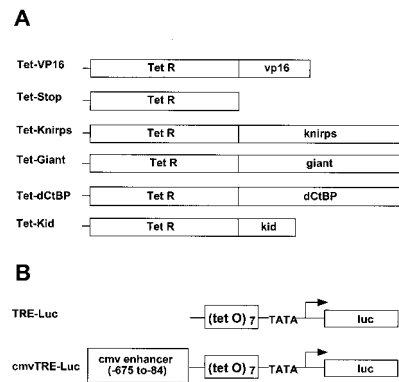 A
Tet-VP16 Tet R vp16
Tet-Stop Tet R
Tet-Knirps Tet R knirps
Tet-Giant Tet R giant
Tet-dCtBP Tet R dCtBP
Tet-Kid Tet R kid
B
TRE-Luc (tet O) 7 TATA luc
cmvTRE-Luc cmv enhancer (-675 to-84) (tet O) 7 TATA luc